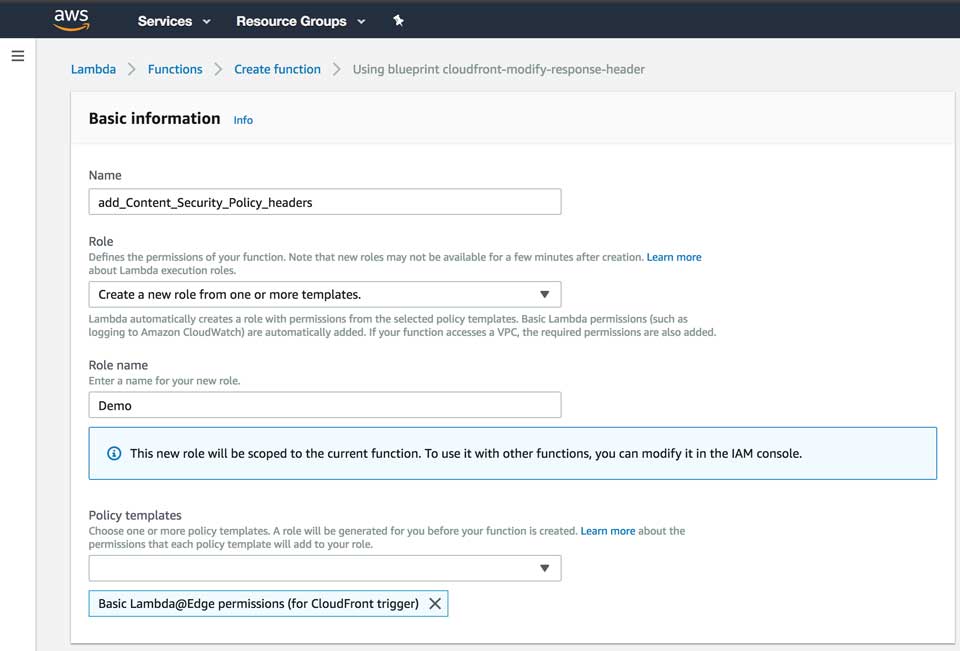 aws Services Resource Groups
Lambda Functions Create function Using blueprint cloudfront-modify-response-header
Basic information Info
Name
add_Content_Security_Policy_headers
Role
Defines the permissions of your function. Note that new roles may not be available for a few minutes after creation. Learn more
about Lambda execution roles.
Create a new role from one or more templates.
Lambda automatically creates a role with permissions from the selected policy templates. Basic Lambda permissions (such as
logging to Amazon CloudWatch) are automatically added. If your function accesses a VPC, the required permissions are also added.
Role name
Enter a name for your new role.
Demo
This new role will be scoped to the current function. To use it with other functions, you can modify it in the IAM console.
Policy templates
Choose one or more policy templates. A role will be generated for you before your function is created. Learn more about the
permissions that each policy template will add to your role.
Basic Lambda@Edge permissions (for CloudFront trigger)